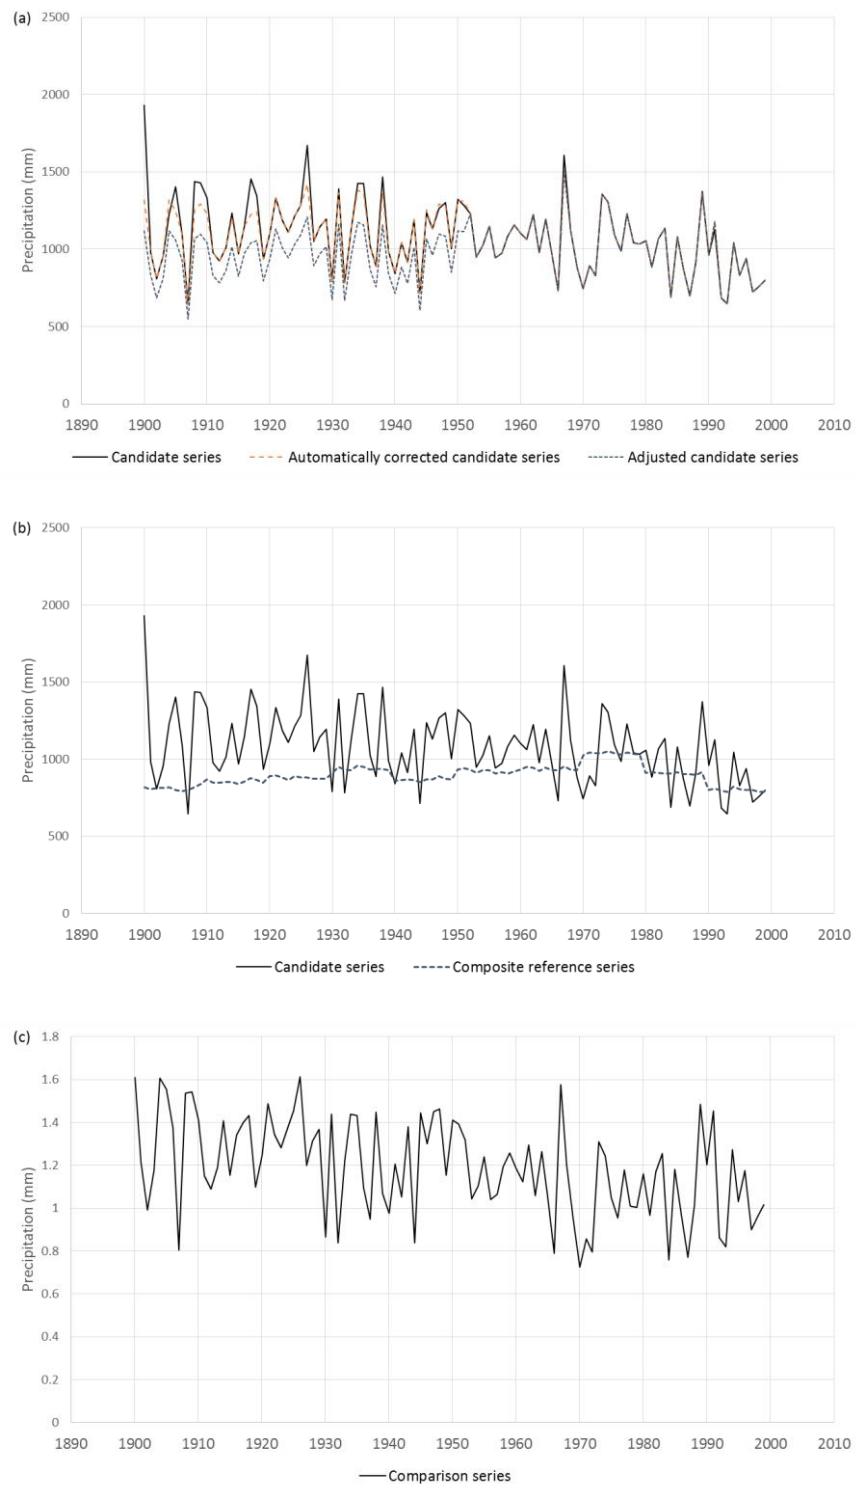 (a)
2500
2000
1500
1000
500
0
Precipitation (mm)
1890 1900 1910 1920 1930 1940 1950 1960 1970 1980 1990 2000 2010
Candidate series Automatically corrected candidate series Adjusted candidate series
(b)
2500
2000
1500
1000
500
0
Precipitation (mm)
1890 1900 1910 1920 1930 1940 1950 1960 1970 1980 1990 2000 2010
Candidate series Composite reference series
(c)
1.8
1.6
1.4
1.2
1
0.8
0.6
0.4
0.2
0
Precipitation (mm)
1890 1900 1910 1920 1930 1940 1950 1960 1970 1980 1990 2000 2010
Comparison series